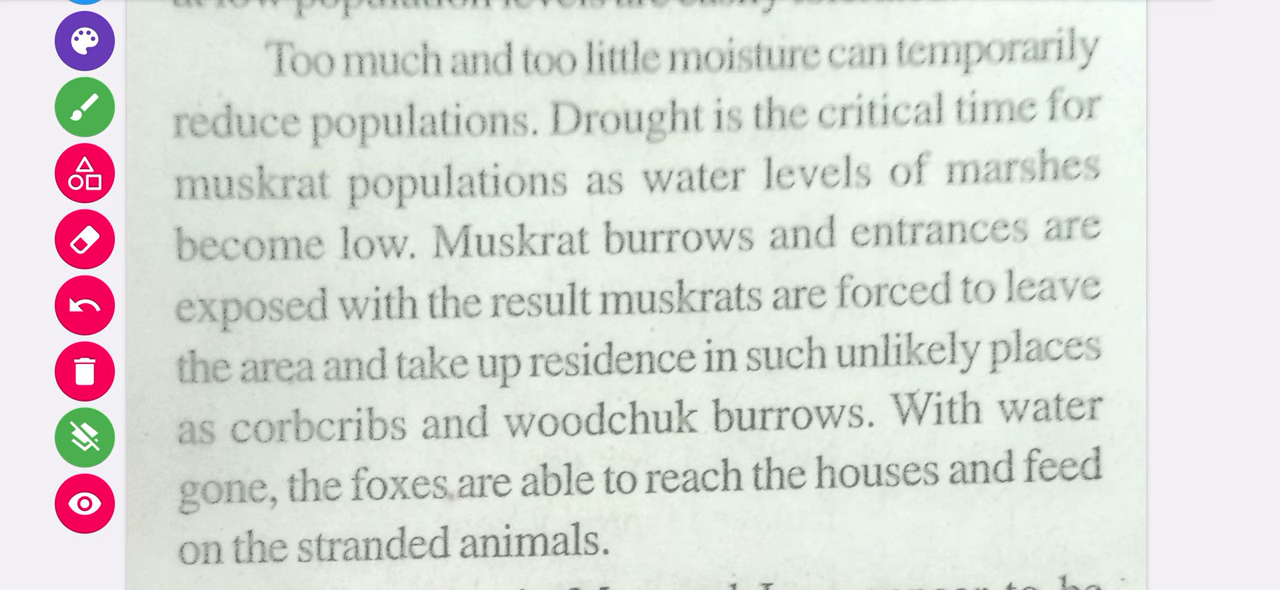 Too much and too little moisture can temporarily
reduce populations. Drought is the critical time for
muskrat populations as water levels of marshes
become low. Muskrat burrows and entrances are
exposed with the result muskrats are forced to leave
the area and take up residence in such unlikely places
as corbcribs and woodchuk burrows. With water
gone, the foxes are able to reach the houses and feed
on the stranded animals.